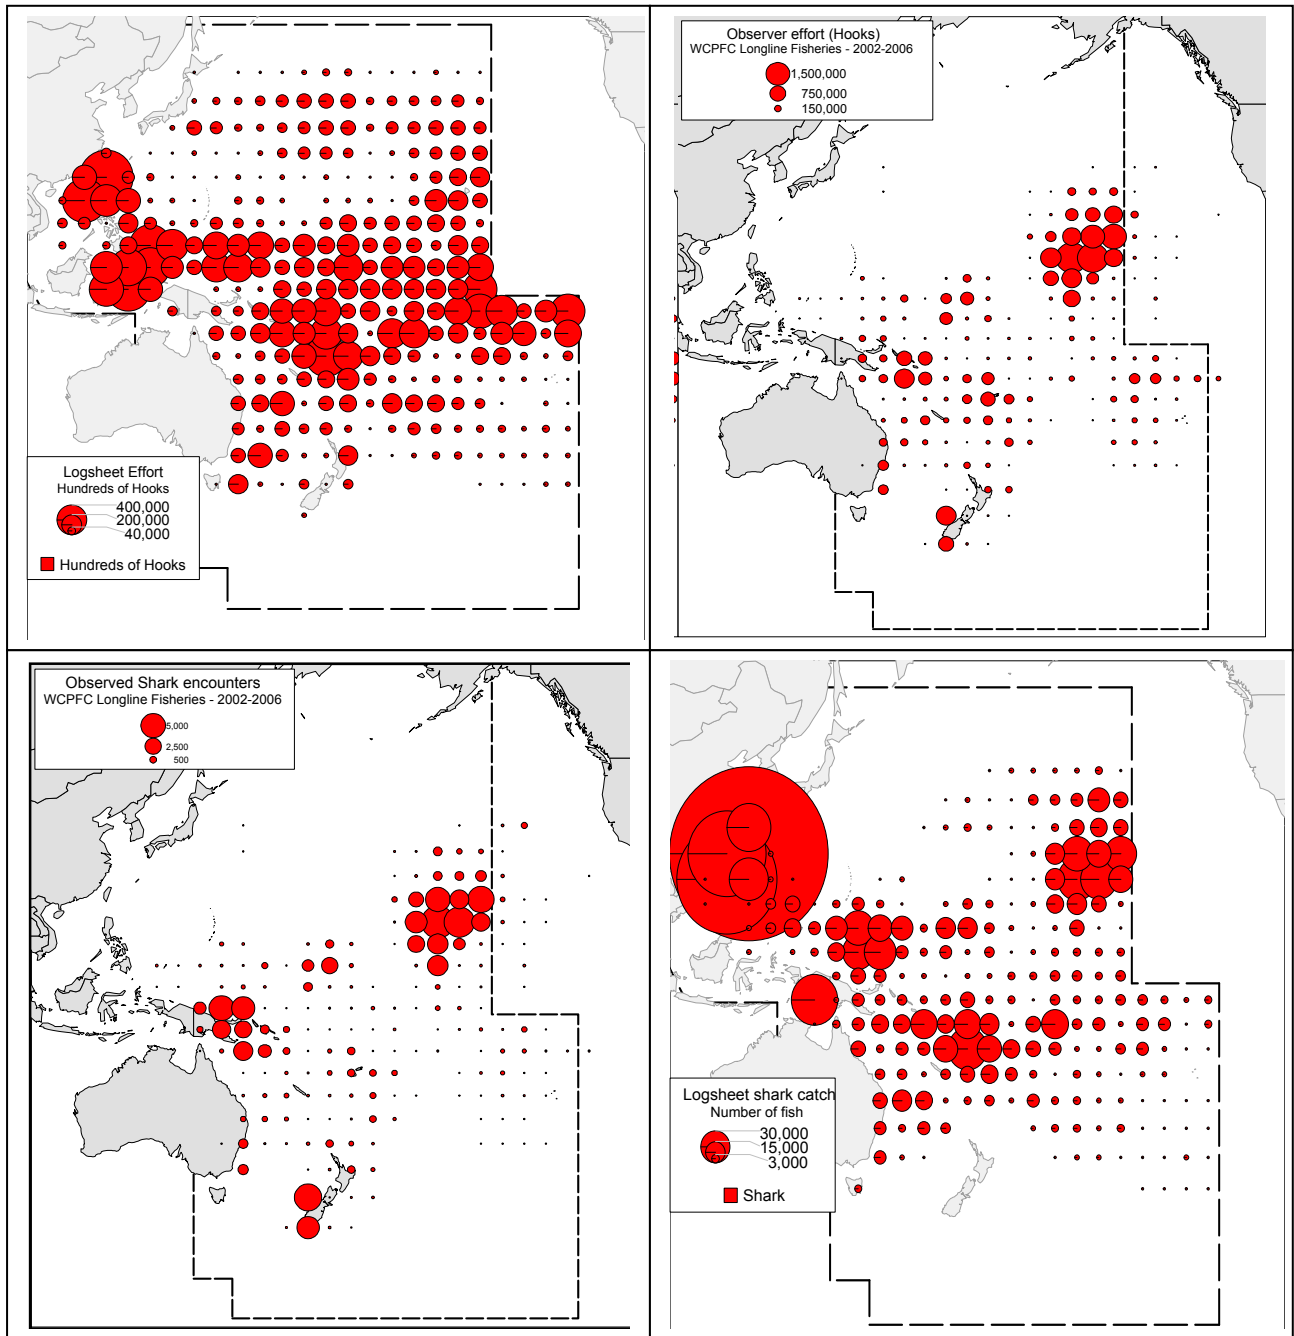 Logsheet Effort
Hundreds of Hooks
400,000
200,000
40,000
Hundreds of Hooks
Observer effort (Hooks)
WCPFC Longline Fisheries - 2002-2006
1,500,000
750,000
150,000
Observed Shark encounters
WCPFC Longline Fisheries - 2002-2006
5,000
2,500
500
Logsheet shark catch
Number of fish
30,000
15,000
3,000
Shark